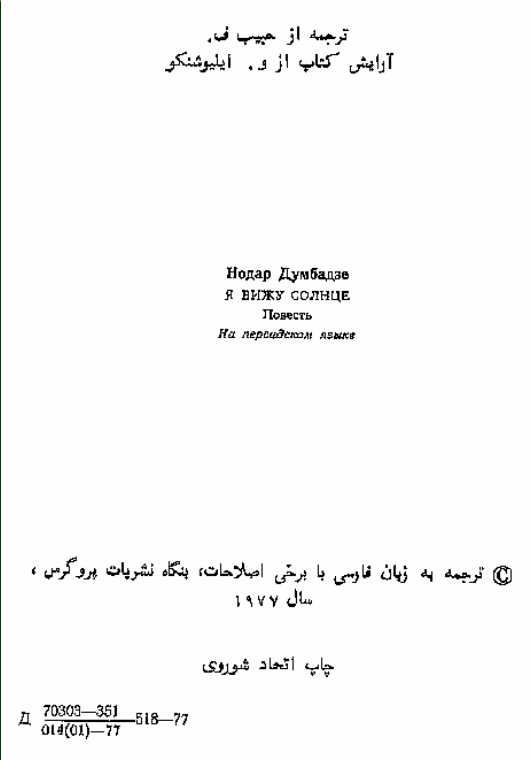 ترجمه از حبیب ف.
آرایش کتاب از و. ایلیوشنکو
Нодар Думбадзе
Я ВИЖУ СОЛНЦЕ
Повесть
На персидском языке
© ترجمه به زبان فارسی با برخی اصلاحات، بنگاه نشریات پروگرس،
سال ۱۹۷۷
چاپ اتحاد شوروی
Д 70303—351/014(01)—77 518—77